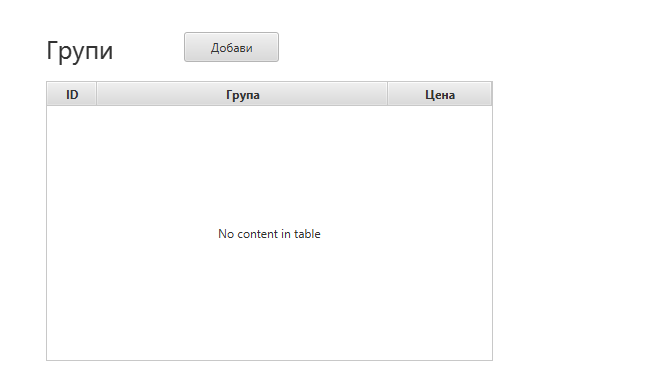 Групи
Добави
ID Група Цена
No content in table